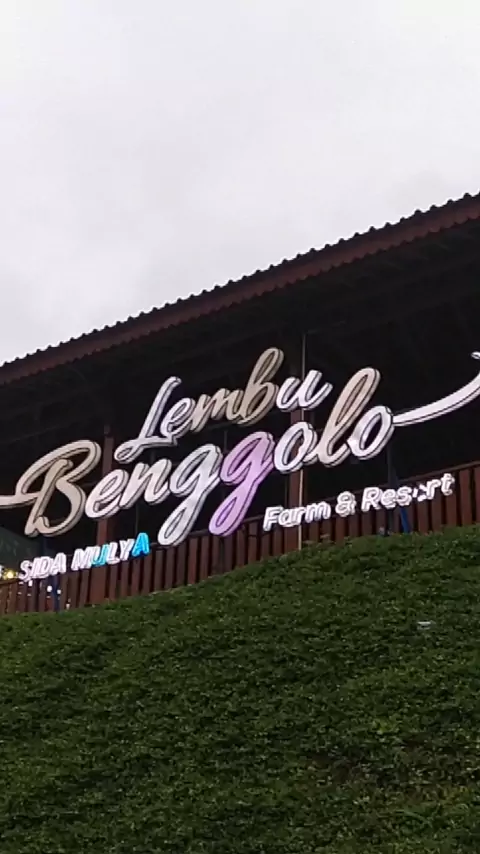 Lembu
Benggolo
SIDA MULYA
Farm & Resort